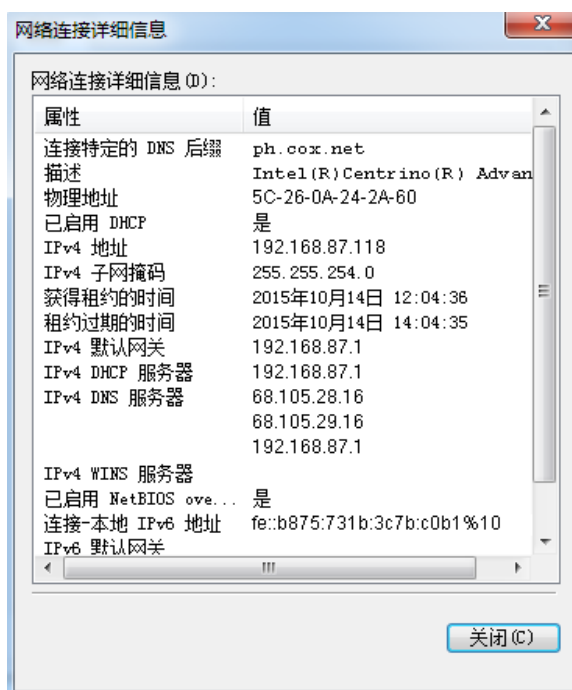 网络连接详细信息
网络连接详细信息(D):
属性 值
连接特定的 DNS 后缀 ph.cox.net
描述 Intel(R)Centrino(R) Advan
物理地址 5C-26-0A-24-2A-60
已启用 DHCP 是
IPv4 地址 192.168.87.118
IPv4 子网掩码 255.255.254.0
获得租约的时间 2015年10月14日 12:04:36
租约过期的时间 2015年10月14日 14:04:35
IPv4 默认网关 192.168.87.1
IPv4 DHCP 服务器 192.168.87.1
IPv4 DNS 服务器 68.105.28.16
68.105.29.16
192.168.87.1
IPv4 WINS 服务器
已启用 NetBIOS ove... 是
连接-本地 IPv6 地址 fe::b875:731b:3c7b:c0b1%10
IPv6 默认网关
关闭(C)